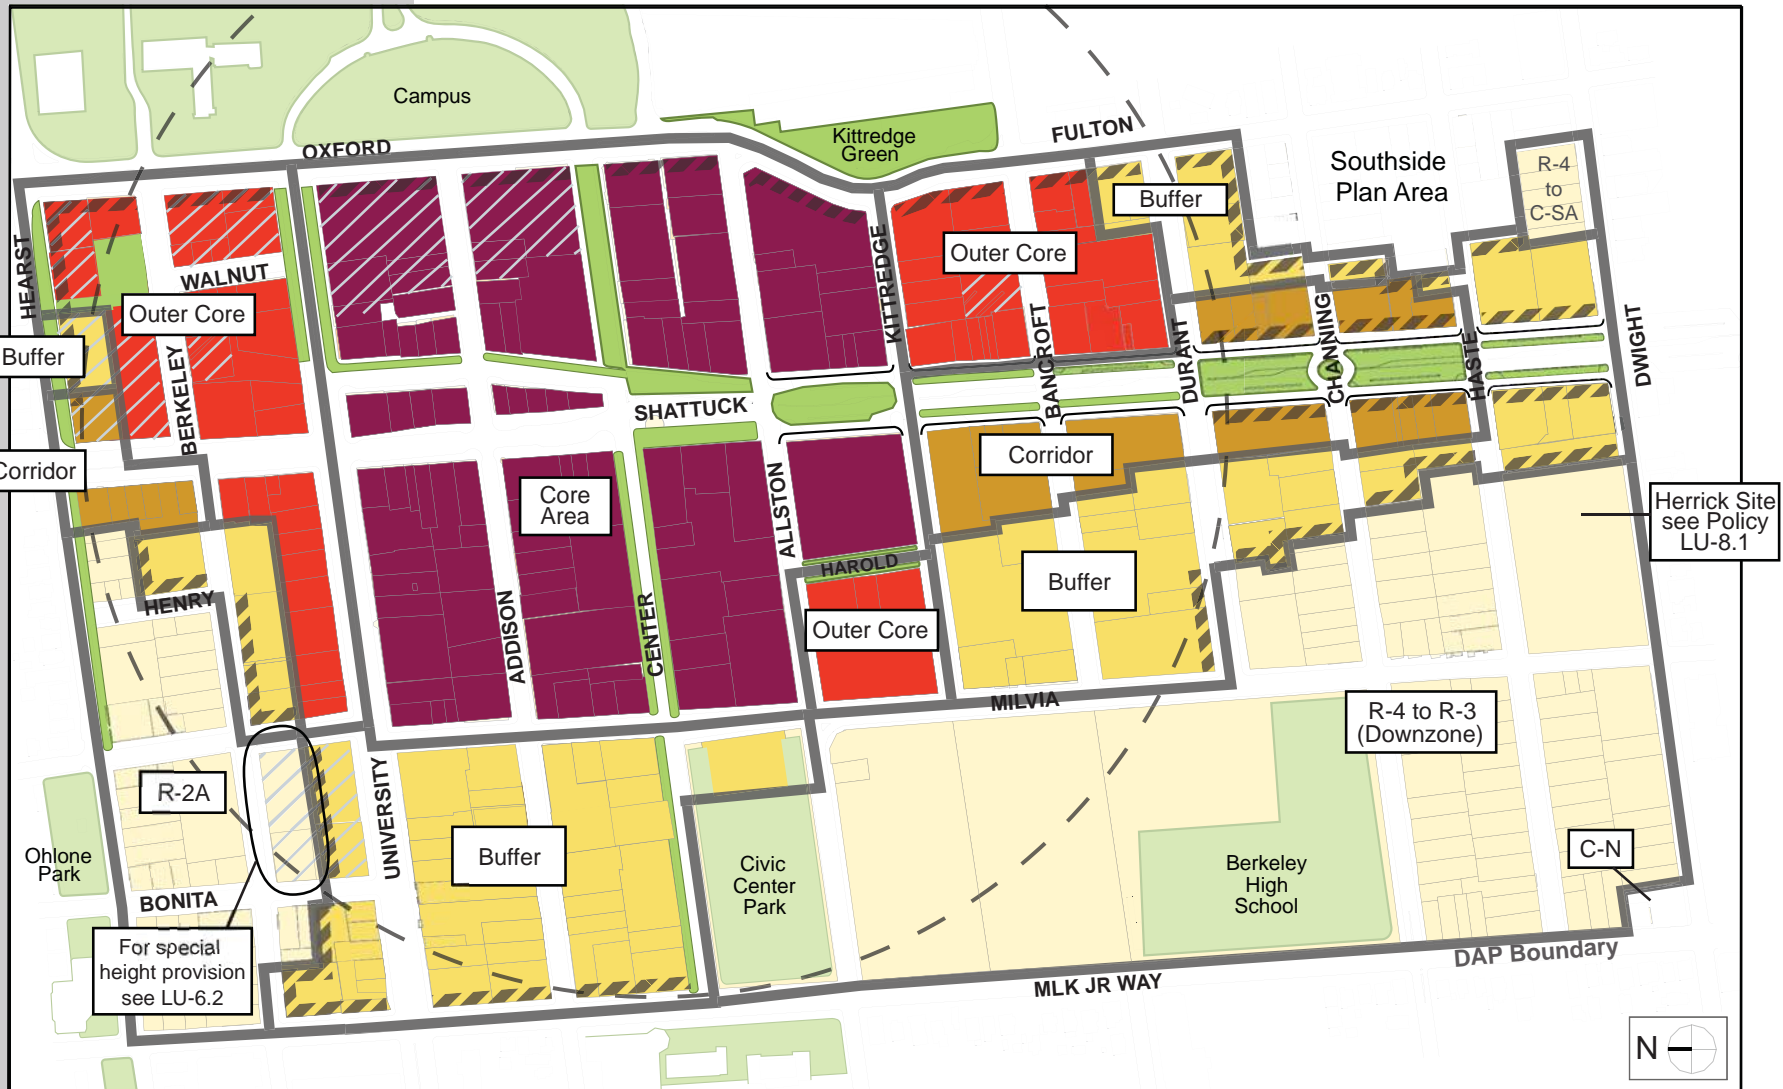 Campus
Kittredge
Green
FULTON
OXFORD
Southside
Plan Area
R-4
to
C-SA
Buffer
HEARST
WALNUT
Outer Core
KITTREDGE
Outer Core
Buffer
BERKELEY
BANCROFT
DURANT
CHANNING
HASTE
DWIGHT
SHATTUCK
Corridor
Corridor
Core
Area
ALLSTON
Herrick Site
see Policy
LU-8.1
HAROLD
Buffer
HENRY
ADDISON
CENTER
Outer Core
MILVIA
R-4 to R-3
(Downzone)
R-2A
UNIVERSITY
Buffer
Ohlone
Park
Civic
Center
Park
Berkeley
High
School
C-N
BONITA
For special
height provision
see LU-6.2
DAP Boundary
MLK JR WAY
N